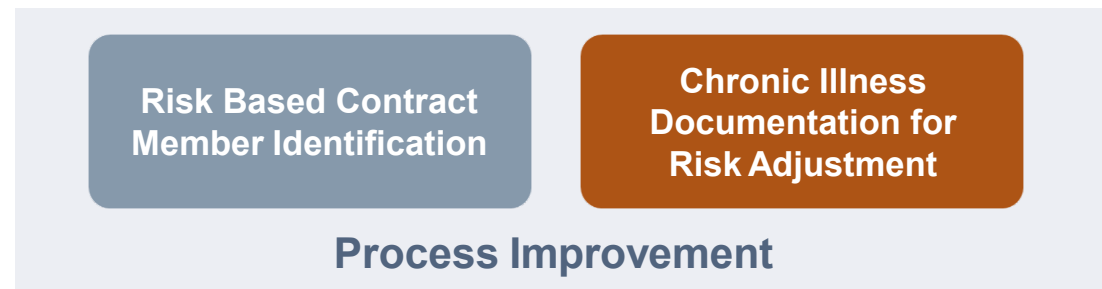 Risk Based Contract
Member Identification
Chronic Illness
Documentation for
Risk Adjustment
Process Improvement